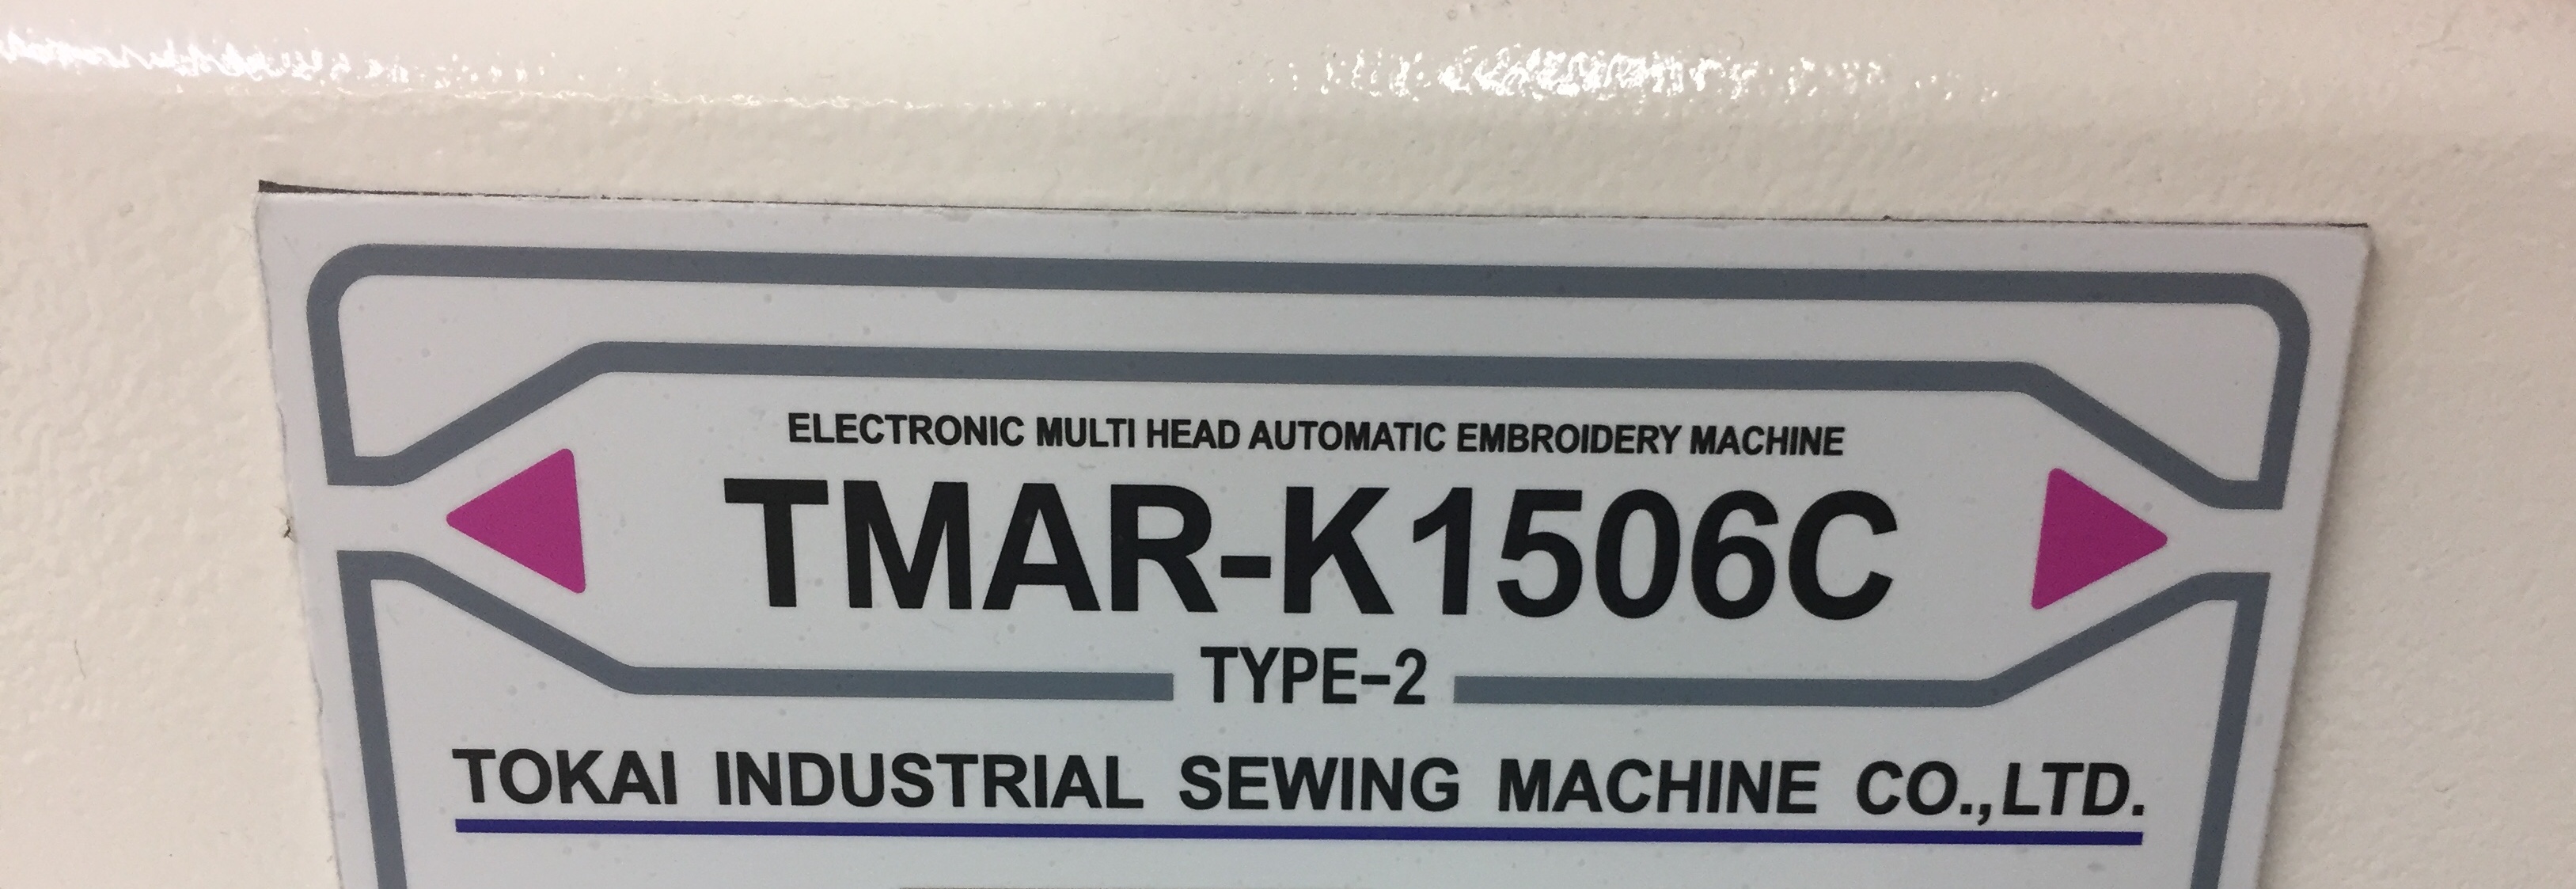 ELECTRONIC MULTI HEAD AUTOMATIC EMBROIDERY MACHINE
TMAR-K1506C
TYPE-2
TOKAI INDUSTRIAL SEWING MACHINE CO.,LTD.